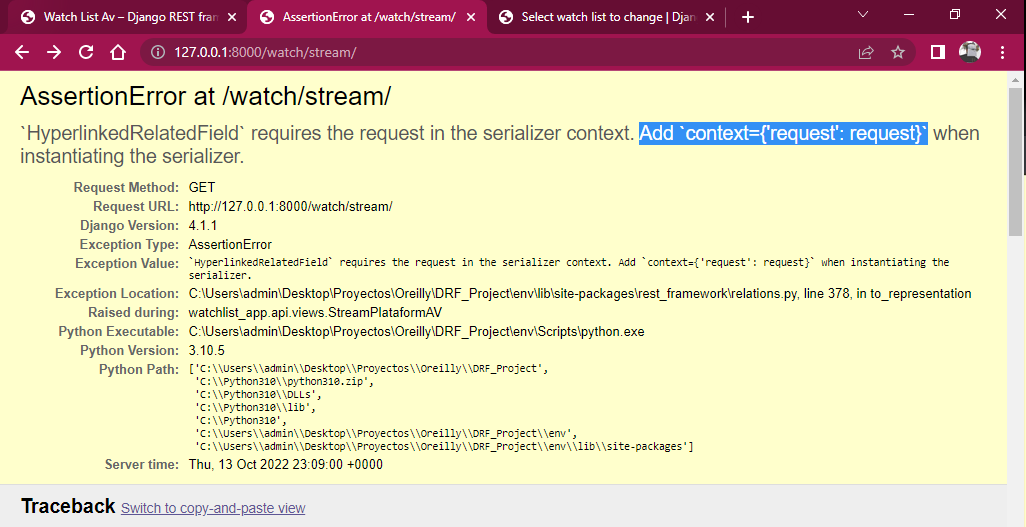 Watch List Av – Django REST fran
AssertionError at /watch/stream/
Select watch list to change | Djan
127.0.0.1:8000/watch/stream/
AssertionError at /watch/stream/
`HyperlinkedRelatedField` requires the request in the serializer context. Add `context={'request': request}` when
instantiating the serializer.
Request Method: GET
Request URL: http://127.0.0.1:8000/watch/stream/
Django Version: 4.1.1
Exception Type: AssertionError
Exception Value: `HyperlinkedRelatedField` requires the request in the serializer context. Add `context={'request': request}` when instantiating the
serializer.
Exception Location: C:\Users\admin\Desktop\Proyectos\Oreilly\DRF_Project\env\lib\site-packages\rest_framework\relations.py, line 378, in to_representation
Raised during: watchlist_app.api.views.StreamPlataformAV
Python Executable: C:\Users\admin\Desktop\Proyectos\Oreilly\DRF_Project\env\Scripts\python.exe
Python Version: 3.10.5
Python Path: ['C:\\Users\\admin\\Desktop\\Proyectos\\Oreilly\\DRF_Project',
'C:\\Python310\\python310.zip',
'C:\\Python310\\DLLs',
'C:\\Python310\\lib',
'C:\\Python310',
'C:\\Users\\admin\\Desktop\\Proyectos\\Oreilly\\DRF_Project\\env',
'C:\\Users\\admin\\Desktop\\Proyectos\\Oreilly\\DRF_Project\\env\\lib\\site-packages']
Server time: Thu, 13 Oct 2022 23:09:00 +0000
Traceback Switch to copy-and-paste view